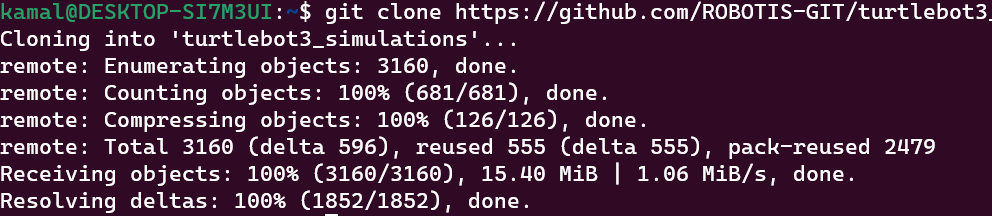 kamal@DESKTOP-SI7M3UI:~$ git clone https://github.com/ROBOTIS-GIT/turtlebot3_
Cloning into 'turtlebot3_simulations'...
remote: Enumerating objects: 3160, done.
remote: Counting objects: 100% (681/681), done.
remote: Compressing objects: 100% (126/126), done.
remote: Total 3160 (delta 596), reused 555 (delta 555), pack-reused 2479
Receiving objects: 100% (3160/3160), 15.40 MiB | 1.06 MiB/s, done.
Resolving deltas: 100% (1852/1852), done.